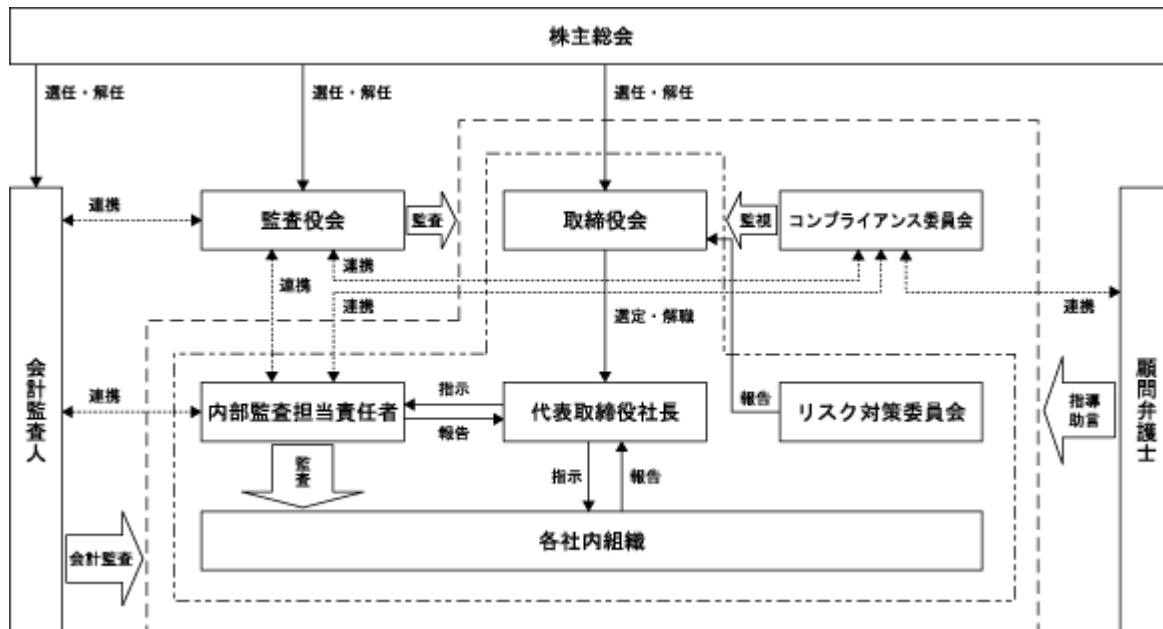 株主総会
選任・解任
選任・解任
選任・解任
連携
監査役会
監査
取締役会
監視
コンプライアンス委員会
連携
連携
連携
選定・解職
連携
会計監査人
連携
内部監査担当責任者
指示
報告
代表取締役社長
報告
リスク対策委員会
指導
助言
顧問弁護士
監査
指示
報告
各社内組織
会計監査